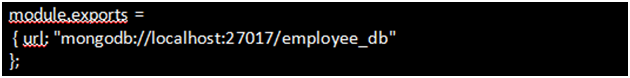 module.exports =
{ url: "mongodb://localhost:27017/employee_db"
};